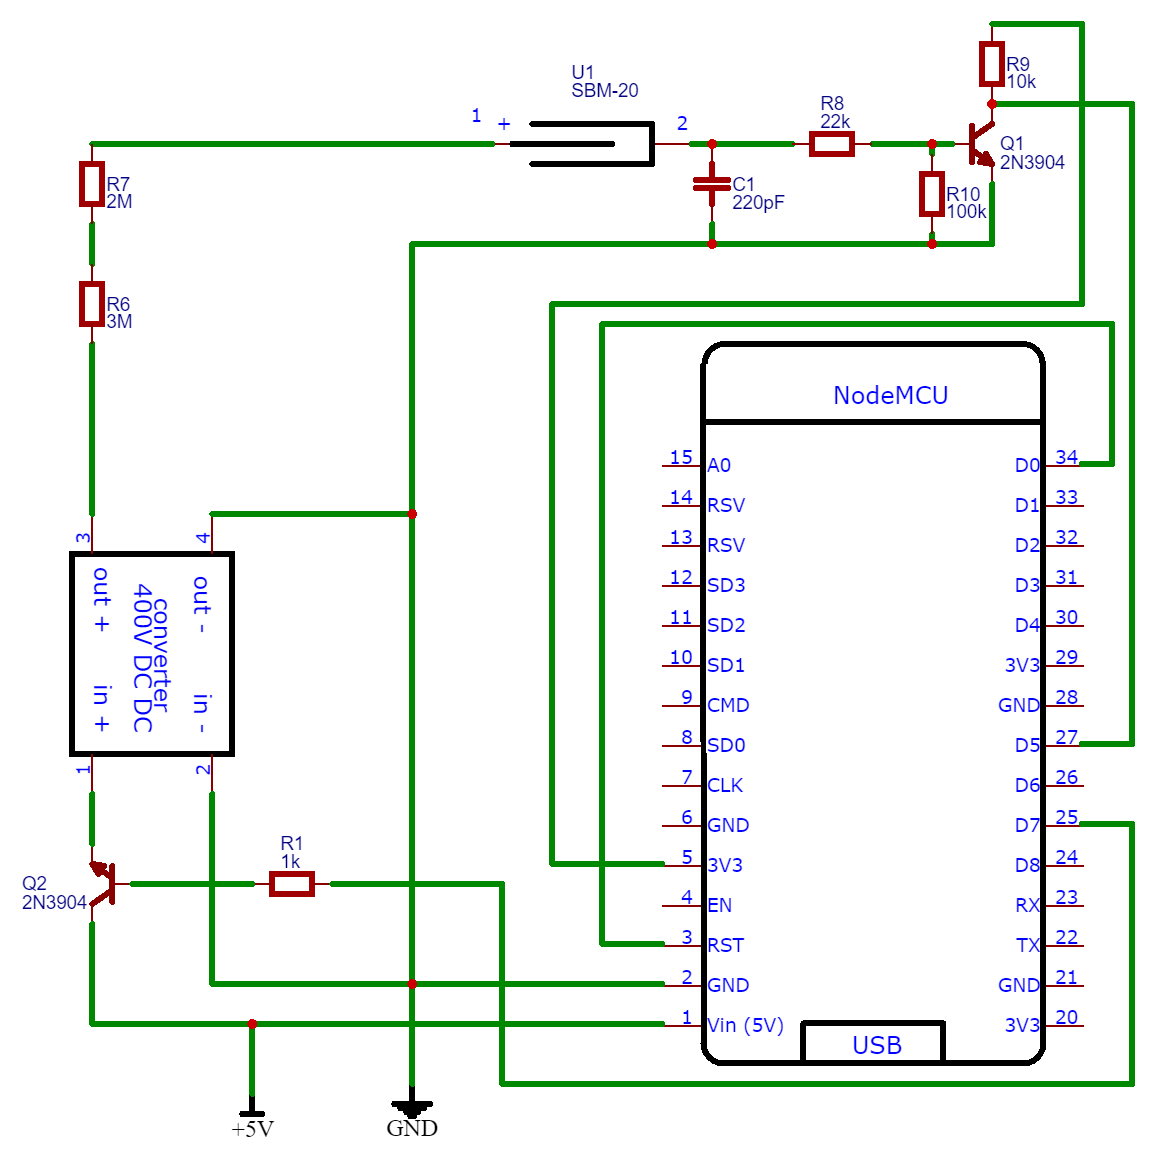 U1
SBM-20
1
+
2
R8
22k
R9
10k
Q1
2N3904
R7
2M
C1
220pF
R10
100k
R6
3M
NodeMCU
15
A0
D0
34
14
RSV
D1
33
13
RSV
D2
32
12
SD3
D3
31
11
SD2
D4
30
10
SD1
3V3
29
9
CMD
GND
28
8
SD0
D5
27
7
CLK
D6
26
6
GND
D7
25
5
3V3
D8
24
4
EN
RX
23
3
RST
TX
22
2
GND
GND
21
1
Vin (5V)
3V3
20
USB
3
4
out +
out -
converter
400V DC DC
in +
in -
1
2
R1
1k
Q2
2N3904
+5V
GND